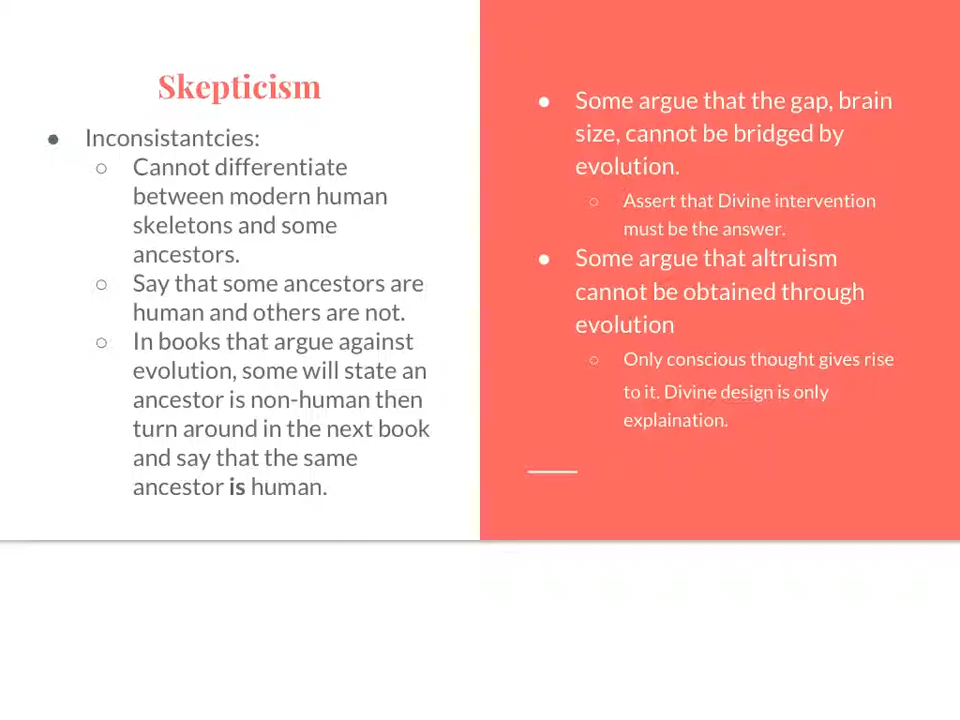 Skepticism
● Inconsistantcies:
○ Cannot differentiate
between modern human
skeletons and some
ancestors.
○ Say that some ancestors are
human and others are not.
○ In books that argue against
evolution, some will state an
ancestor is non-human then
turn around in the next book
and say that the same
ancestor is human.
● Some argue that the gap, brain
size, cannot be bridged by
evolution.
○ Assert that Divine intervention
must be the answer.
● Some argue that altruism
cannot be obtained through
evolution
○ Only conscious thought gives rise
to it. Divine design is only
explaination.